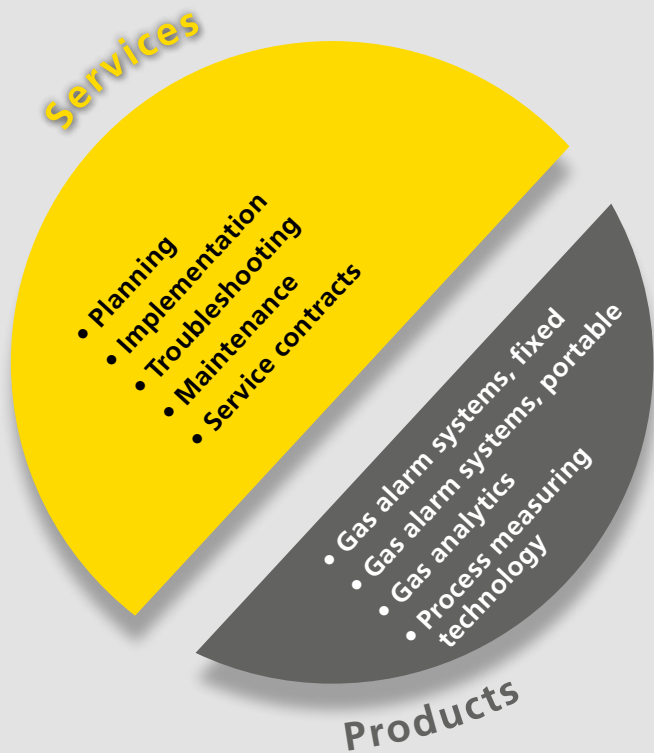 Services
• Planning
• Implementation
• Troubleshooting
• Maintenance
• Service contracts
• Gas alarm systems, fixed
• Gas alarm systems, portable
• Gas analytics
• Process measuring
technology
Products